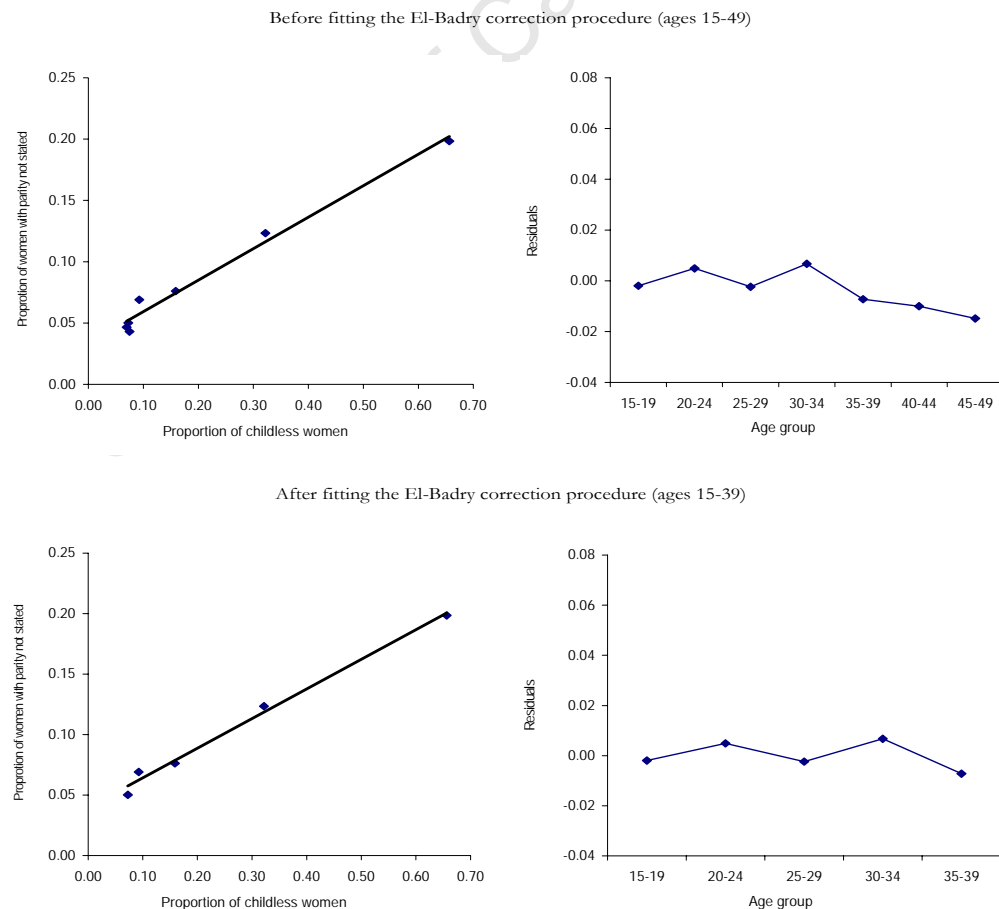 Before fitting the El-Badry correction procedure (ages 15-49)
Proprotion of women with parity not stated
0.25
0.20
0.15
0.10
0.05
0.00
0.00 0.10 0.20 0.30 0.40 0.50 0.60 0.70
Proportion of childless women
Residuals
0.08
0.06
0.04
0.02
0.00
-0.02
-0.04
15-19 20-24 25-29 30-34 35-39 40-44 45-49
Age group
After fitting the El-Badry correction procedure (ages 15-39)
Proprotion of women with parity not stated
0.25
0.20
0.15
0.10
0.05
0.00
0.00 0.10 0.20 0.30 0.40 0.50 0.60 0.70
Proportion of childless women
Residuals
0.08
0.06
0.04
0.02
0.00
-0.02
-0.04
15-19 20-24 25-29 30-34 35-39
Age group